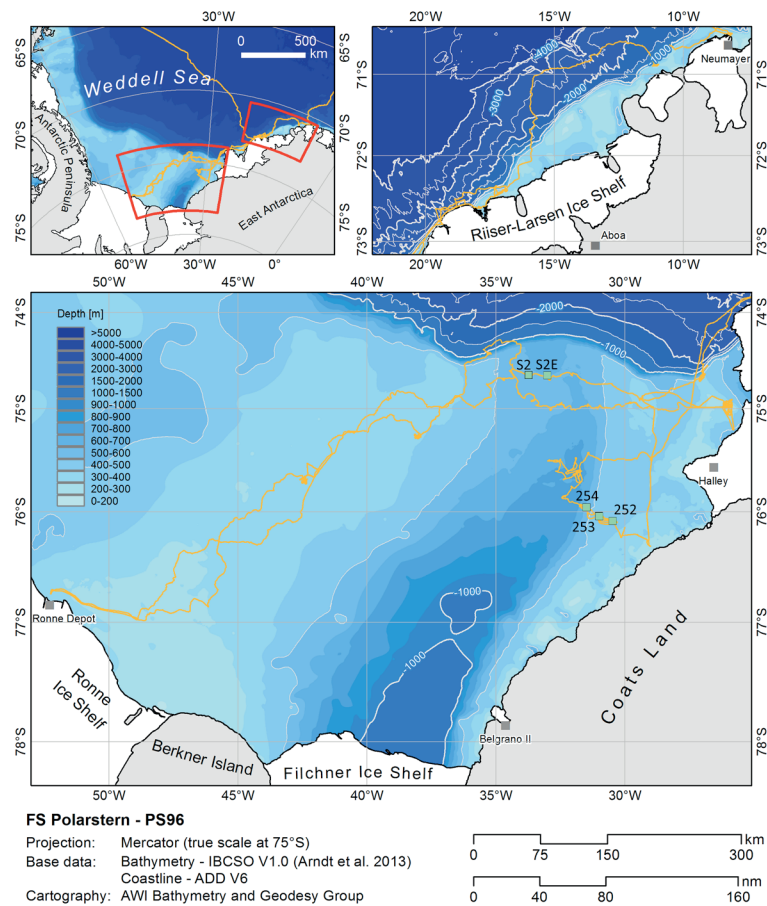 30°W
0 500
km
65°S
65°S
Weddell Sea
70°S
70°S
Antarctic Peninsula
East Antarctica
75°S
75°S
60°W 30°W 0°
20°W 15°W 10°W
-4000
-1000
Neumayer
71°S
71°S
-3000
-2000
72°S
72°S
Riiser-Larsen Ice Shelf
Aboa
73°S
73°S
20°W 15°W 10°W
50°W 45°W 40°W 35°W 30°W
74°S
74°S
Depth [m]
>5000
4000-5000
3000-4000
2000-3000
1500-2000
1000-1500
900-1000
800-900
700-800
600-700
500-600
400-500
300-400
200-300
0-200
-2000
-1000
S2 S2E
75°S
75°S
Halley
254
252
253
76°S
76°S
-1000
Ronne Depot
77°S
77°S
-1000
Coats Land
Ronne
Ice Shelf
Belgrano II
78°S
78°S
Berkner Island
Filchner Ice Shelf
50°W 45°W 40°W 35°W 30°W
FS Polarstern - PS96
Projection: Mercator (true scale at 75°S)
Base data: Bathymetry - IBCSO V1.0 (Arndt et al. 2013)
Coastline - ADD V6
Cartography: AWI Bathymetry and Geodesy Group
km
0 75 150 300
nm
0 40 80 160